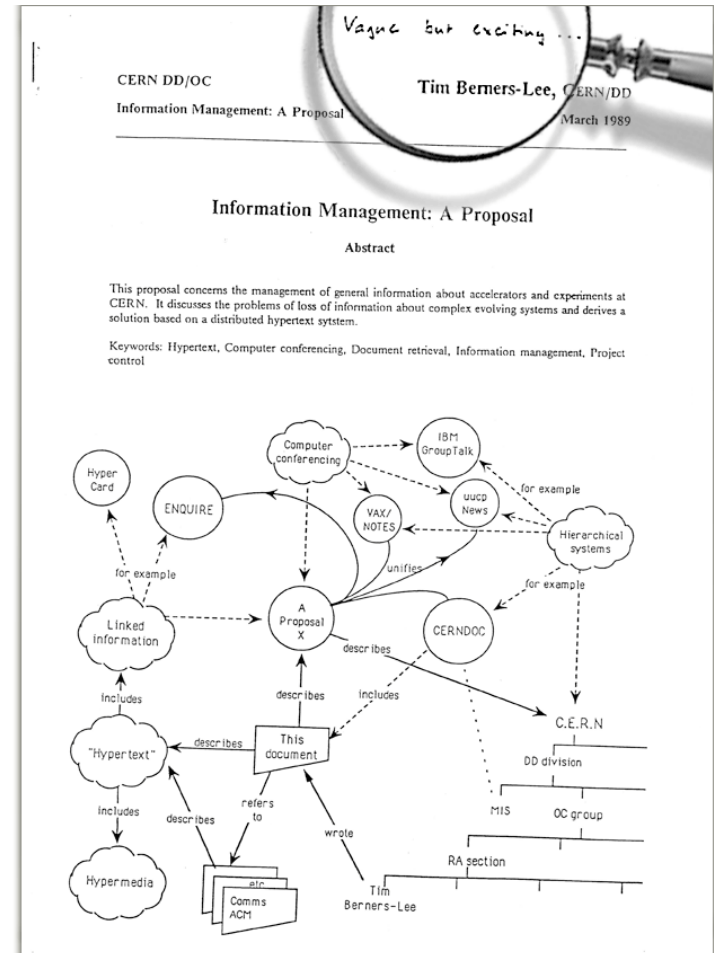 Vague but exciting ...
CERN DD/OC
Tim Berners-Lee, CERN/DD
Information Management: A Proposal
March 1989
Information Management: A Proposal
Abstract
This proposal concerns the management of general information about accelerators and experiments at
CERN. It discusses the problems of loss of information about complex evolving systems and derives a
solution based on a distributed hypertext sytstem.
Keywords: Hypertext, Computer conferencing, Document retrieval, Information management, Project
control
IBM
GroupTalk
Computer
conferencing
Hyper
Card
for example
uucp
News
ENQUIRE
VAX/
NOTES
Hierarchical
systems
unifies
for example
for example
A
Proposal
X
Linked
information
CERNDOC
describes
includes
describes
includes
C.E.R.N
describes
This
document
"Hypertext"
DD division
refers
to
includes
describes
MIS
OC group
wrote
RA section
Hypermedia
etc
Tim
Berners-Lee
Comms
ACM